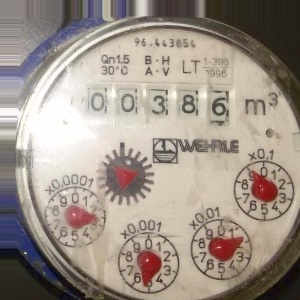 96.443854
Qn1,5 B·H LT 1-395
30°C A·V 1996
00386 m³
WEHRLE
x0,0001 x0,1
x0,001 x0,01